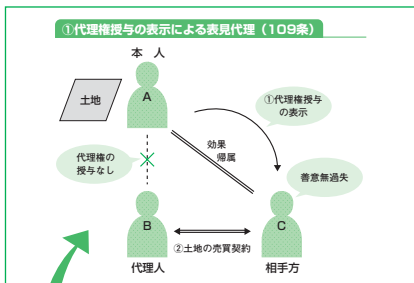 ①代理権授与の表示による表見代理（109条）
本　人
土地
A
①代理権授与
の表示
効果
帰属
代理権の
授与なし
善意無過失
B
C
②土地の売買契約
代理人
相手方